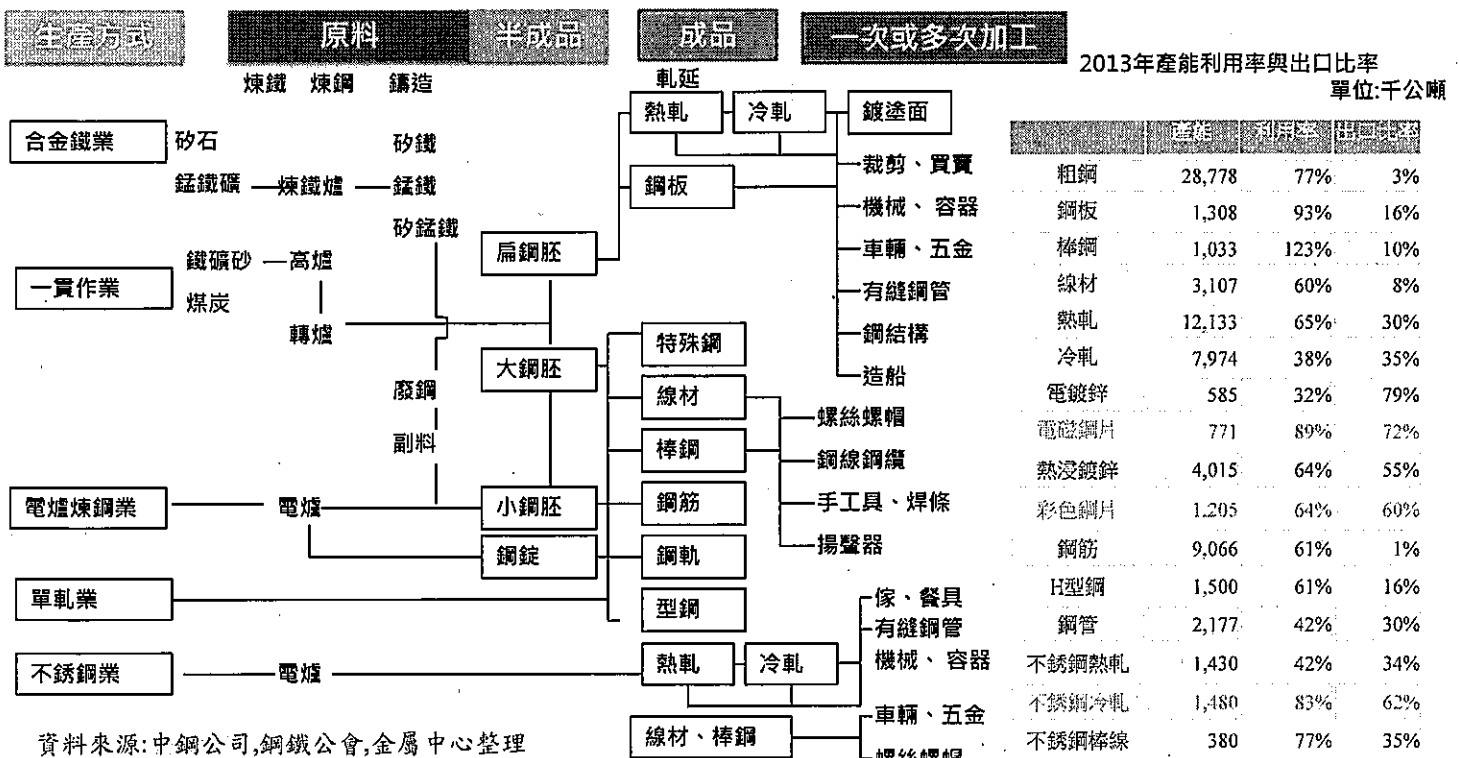 生產方式
原料
半成品
成品
一次或多次加工
2013年產能利用率與出口比率
單位:千公噸
煉鐵 煉鋼 鑄造
軋延
合金鐵業
矽石
矽鐵
錳鐵礦
煉鐵爐
錳鐵
矽錳鐵
一貫作業
鐵礦砂
高爐
煤炭
轉爐
廢鋼
副料
電爐煉鋼業
電爐
單軋業
不銹鋼業
電爐
扁鋼胚
大鋼胚
小鋼胚
鋼錠
熱軋
冷軋
鍍塗面
鋼板
裁剪、買賣
機械、容器
車輛、五金
有縫鋼管
鋼結構
造船
特殊鋼
線材
棒鋼
鋼筋
鋼軌
型鋼
螺絲螺帽
鋼線鋼纜
手工具、焊條
揚聲器
熱軋
冷軋
傢、餐具
有縫鋼管
機械、容器
線材、棒鋼
車輛、五金
螺絲螺帽
產能 利用率 出口比率
粗鋼 28,778 77% 3%
鋼板 1,308 93% 16%
棒鋼 1,033 123% 10%
線材 3,107 60% 8%
熱軋 12,133 65% 30%
冷軋 7,974 38% 35%
電鍍鋅 585 32% 79%
電磁鋼片 771 89% 72%
熱浸鍍鋅 4,015 64% 55%
彩色鋼片 1,205 64% 60%
鋼筋 9,066 61% 1%
H型鋼 1,500 61% 16%
鋼管 2,177 42% 30%
不銹鋼熱軋 1,430 42% 34%
不銹鋼冷軋 1,480 83% 62%
不銹鋼棒線 380 77% 35%
資料來源:中鋼公司,鋼鐵公會,金屬中心整理